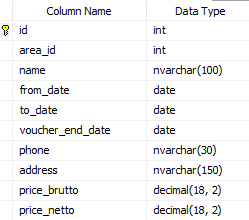 Column Name Data Type
id int
area_id int
name nvarchar(100)
from_date date
to_date date
voucher_end_date date
phone nvarchar(30)
address nvarchar(150)
price_brutto decimal(18, 2)
price_netto decimal(18, 2)